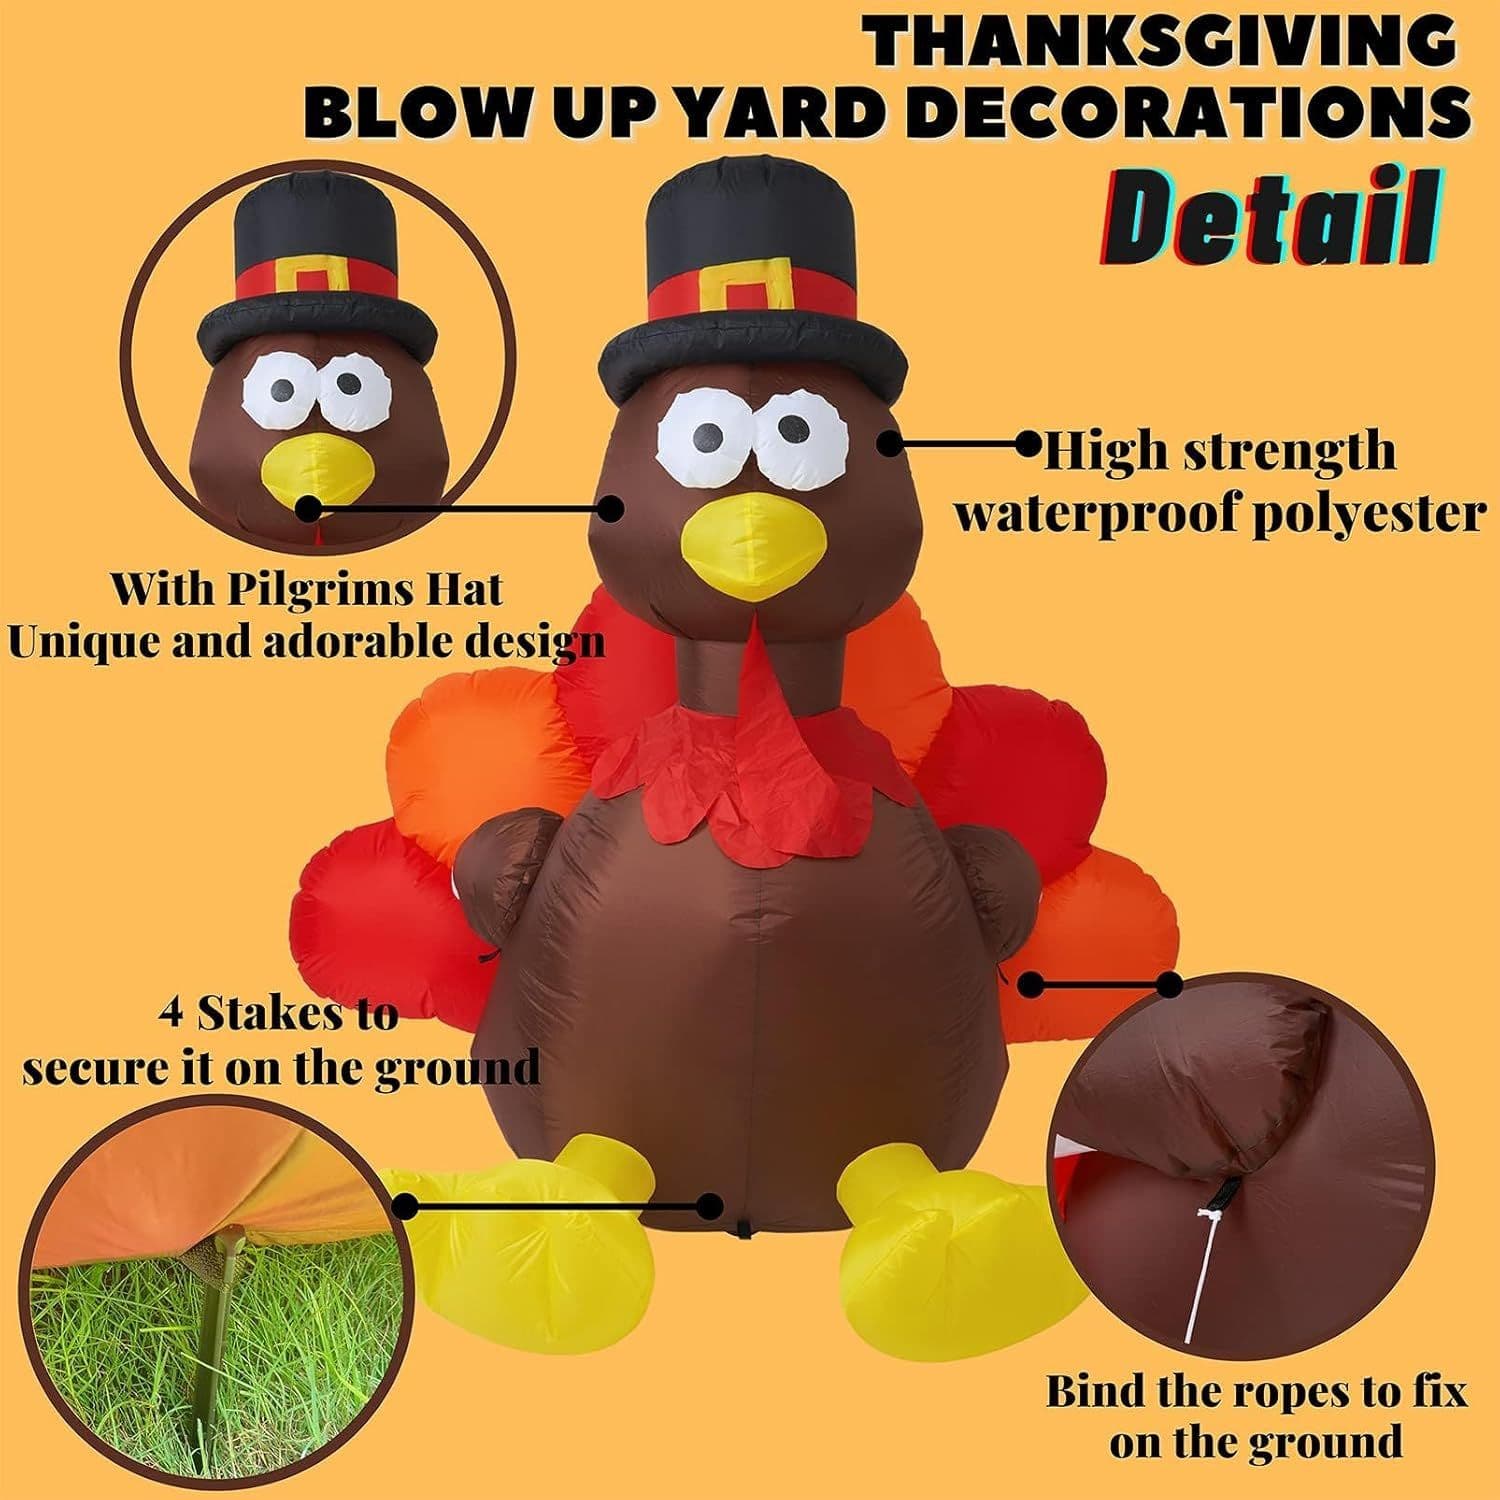 THANKSGIVING
BLOW UP YARD DECORATIONS
Detail
High strength
waterproof polyester
With Pilgrims Hat
Unique and adorable design
4 Stakes to
secure it on the ground
Bind the ropes to fix
on the ground